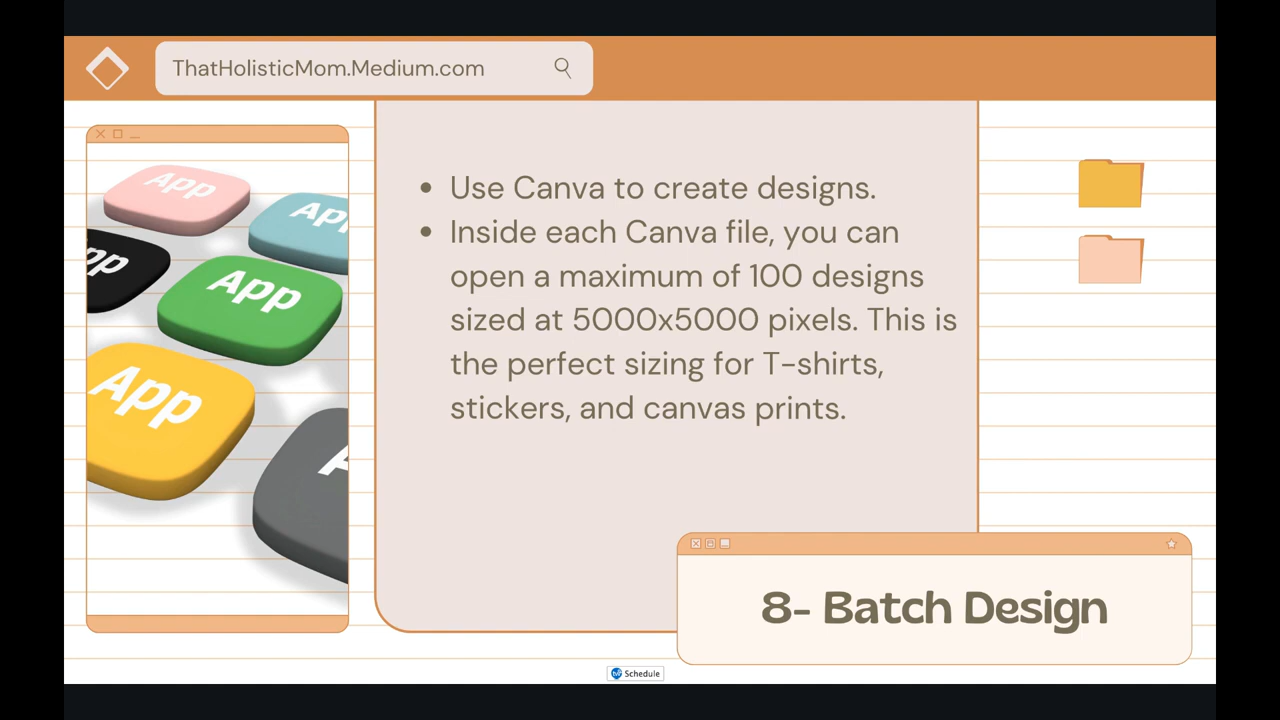 ThatHolisticMom.Medium.com
App
App
pp
App
App
A
• Use Canva to create designs.
• Inside each Canva file, you can
open a maximum of 100 designs
sized at 5000x5000 pixels. This is
the perfect sizing for T-shirts,
stickers, and canvas prints.
8- Batch Design
Schedule